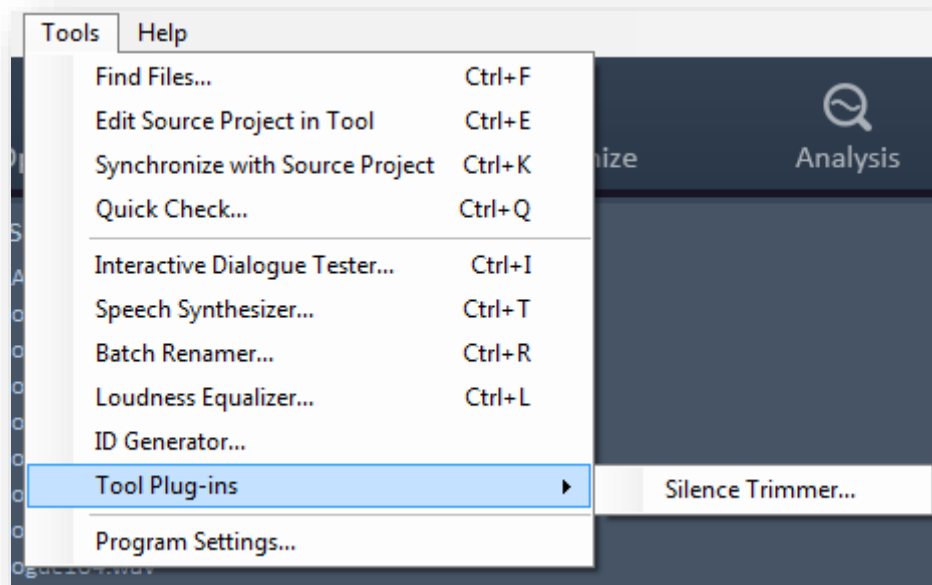 Tools Help
Find Files... Ctrl+F
Edit Source Project in Tool Ctrl+E
Synchronize with Source Project Ctrl+K
Quick Check... Ctrl+Q
Interactive Dialogue Tester... Ctrl+I
Speech Synthesizer... Ctrl+T
Batch Renamer... Ctrl+R
Loudness Equalizer... Ctrl+L
ID Generator...
Tool Plug-ins
Silence Trimmer...
Program Settings...
ize
Analysis